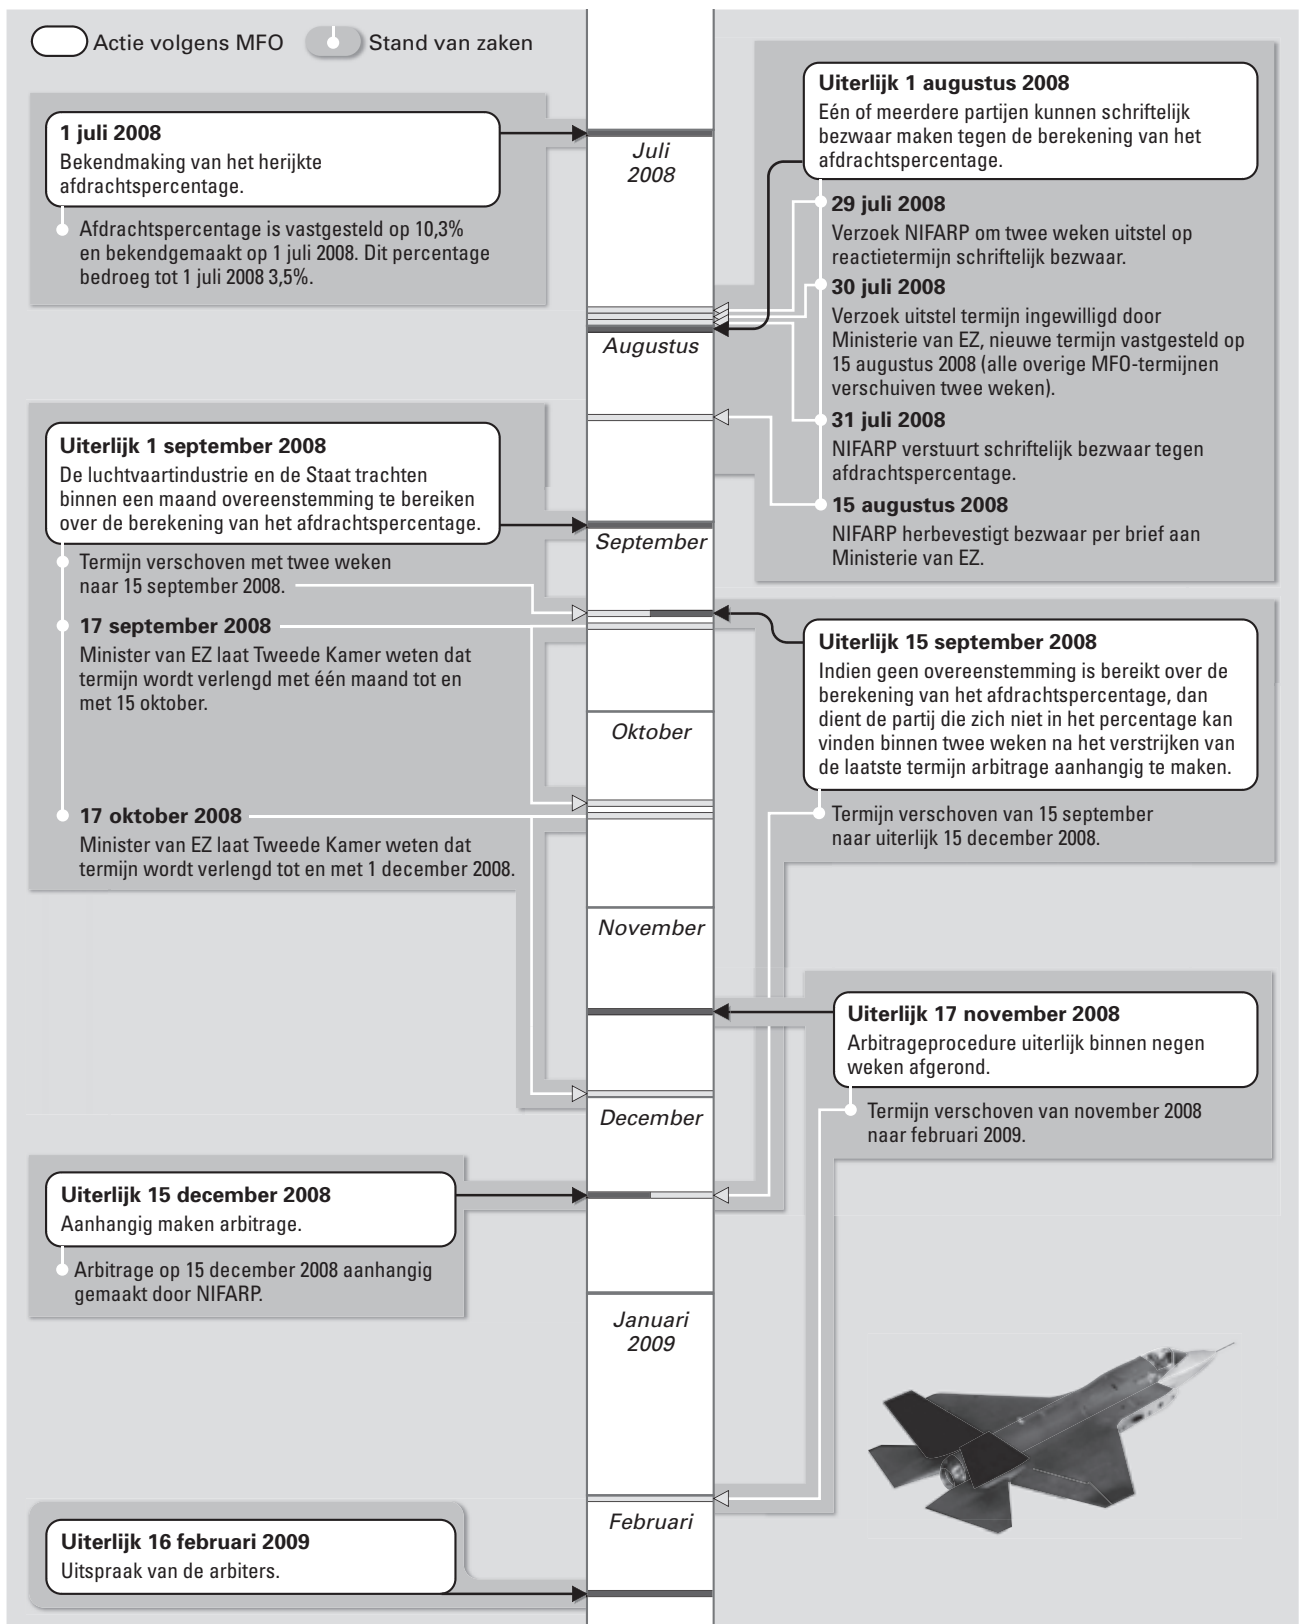 Actie volgens MFO
Stand van zaken
1 juli 2008
Bekendmaking van het herijkte
afdrachtspercentage.
Afdrachtspercentage is vastgesteld op 10,3%
en bekendgemaakt op 1 juli 2008. Dit percentage
bedroeg tot 1 juli 2008 3,5%.
Juli
2008
Uiterlijk 1 augustus 2008
Eén of meerdere partijen kunnen schriftelijk
bezwaar maken tegen de berekening van het
afdrachtspercentage.
29 juli 2008
Verzoek NIFARP om twee weken uitstel op
reactietermijn schriftelijk bezwaar.
30 juli 2008
Verzoek uitstel termijn ingewilligd door
Ministerie van EZ, nieuwe termijn vastgesteld op
15 augustus 2008 (alle overige MFO-termijnen
verschuiven twee weken).
31 juli 2008
NIFARP verstuurt schriftelijk bezwaar tegen
afdrachtspercentage.
15 augustus 2008
NIFARP herbevestigt bezwaar per brief aan
Ministerie van EZ.
Augustus
Uiterlijk 1 september 2008
De luchtvaartindustrie en de Staat trachten
binnen een maand overeenstemming te bereiken
over de berekening van het afdrachtspercentage.
Termijn verschoven met twee weken
naar 15 september 2008.
17 september 2008
Minister van EZ laat Tweede Kamer weten dat
termijn wordt verlengd met één maand tot en
met 15 oktober.
17 oktober 2008
Minister van EZ laat Tweede Kamer weten dat
termijn wordt verlengd tot en met 1 december 2008.
September
Uiterlijk 15 september 2008
Indien geen overeenstemming is bereikt over de
berekening van het afdrachtspercentage, dan
dient de partij die zich niet in het percentage kan
vinden binnen twee weken na het verstrijken van
de laatste termijn arbitrage aanhangig te maken.
Termijn verschoven van 15 september
naar uiterlijk 15 december 2008.
Oktober
November
Uiterlijk 17 november 2008
Arbitrageprocedure uiterlijk binnen negen
weken afgerond.
Termijn verschoven van november 2008
naar februari 2009.
December
Uiterlijk 15 december 2008
Aanhangig maken arbitrage.
Arbitrage op 15 december 2008 aanhangig
gemaakt door NIFARP.
Januari
2009
Februari
Uiterlijk 16 februari 2009
Uitspraak van de arbiters.